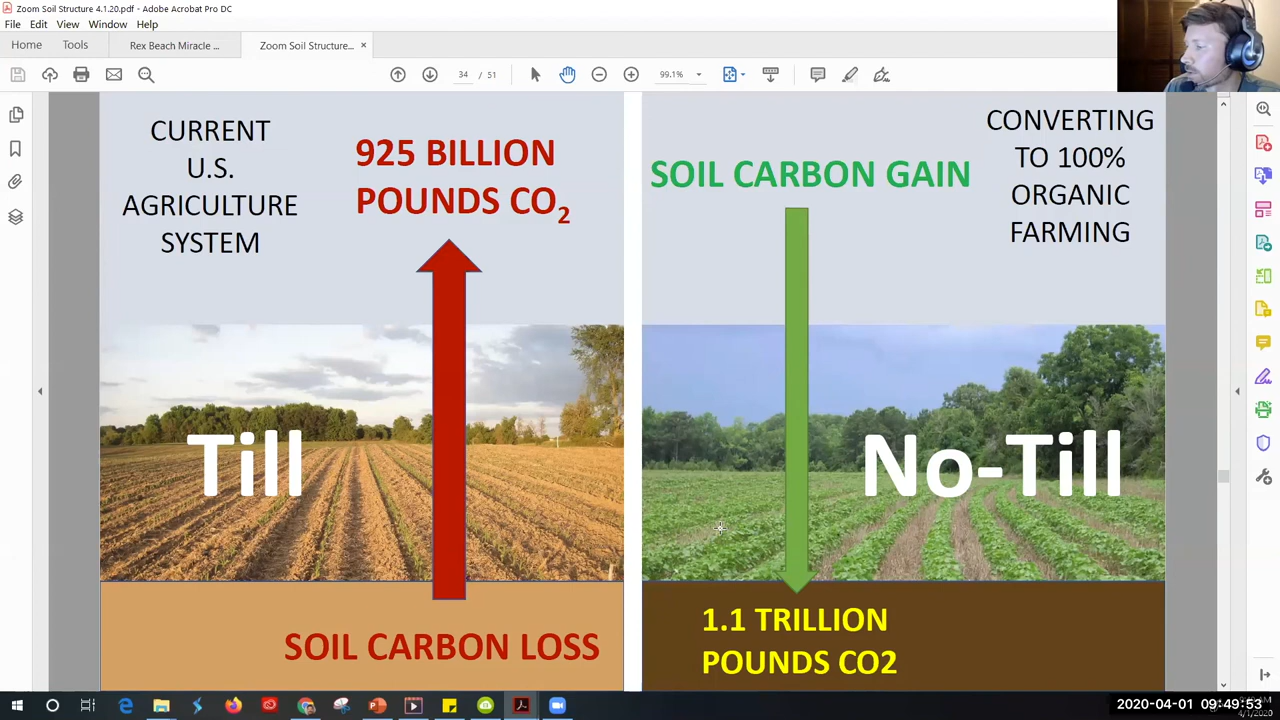 Zoom Soil Structure 4.1.20.pdf - Adobe Acrobat Pro DC
File Edit View Window Help
Home Tools Rex Beach Miracle ... Zoom Soil Structure... ×
34 / 51 99.1%
CURRENT
U.S.
AGRICULTURE
SYSTEM
925 BILLION
POUNDS CO2
Till
SOIL CARBON LOSS
SOIL CARBON GAIN
CONVERTING
TO 100%
ORGANIC
FARMING
No-Till
1.1 TRILLION
POUNDS CO2
2020-04-01 09:49:53
4/1/2020